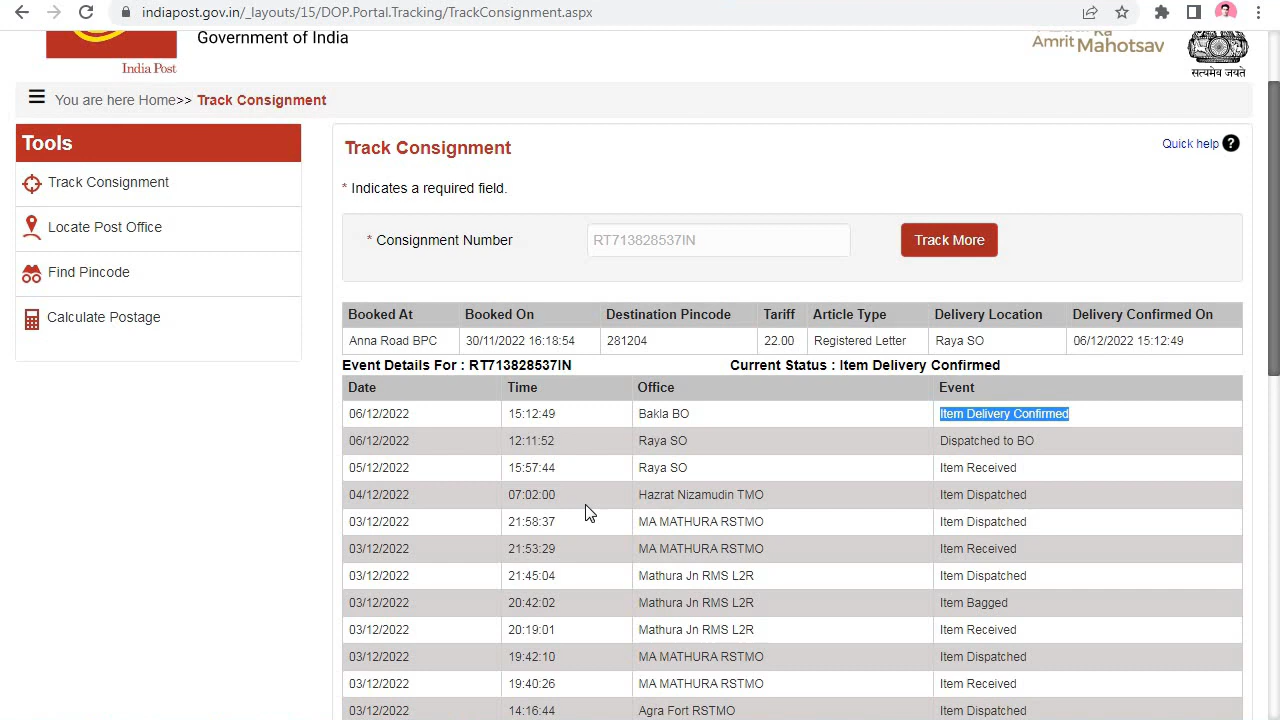 indiapost.gov.in/_layouts/15/DOP.Portal.Tracking/TrackConsignment.aspx
Government of India
India Post
Amrit Mahotsav
सत्यमेव जयते
You are here Home>> Track Consignment
Tools
Track Consignment
Locate Post Office
Find Pincode
Calculate Postage
Track Consignment
Quick help ?
* Indicates a required field.
* Consignment Number RT713828537IN Track More
Booked At Booked On Destination Pincode Tariff Article Type Delivery Location Delivery Confirmed On
Anna Road BPC 30/11/2022 16:18:54 281204 22.00 Registered Letter Raya SO 06/12/2022 15:12:49
Event Details For : RT713828537IN Current Status : Item Delivery Confirmed
Date Time Office Event
06/12/2022 15:12:49 Bakla BO Item Delivery Confirmed
06/12/2022 12:11:52 Raya SO Dispatched to BO
05/12/2022 15:57:44 Raya SO Item Received
04/12/2022 07:02:00 Hazrat Nizamudin TMO Item Dispatched
03/12/2022 21:58:37 MA MATHURA RSTMO Item Dispatched
03/12/2022 21:53:29 MA MATHURA RSTMO Item Received
03/12/2022 21:45:04 Mathura Jn RMS L2R Item Dispatched
03/12/2022 20:42:02 Mathura Jn RMS L2R Item Bagged
03/12/2022 20:19:01 Mathura Jn RMS L2R Item Received
03/12/2022 19:42:10 MA MATHURA RSTMO Item Dispatched
03/12/2022 19:40:26 MA MATHURA RSTMO Item Received
03/12/2022 14:16:44 Agra Fort RSTMO Item Dispatched